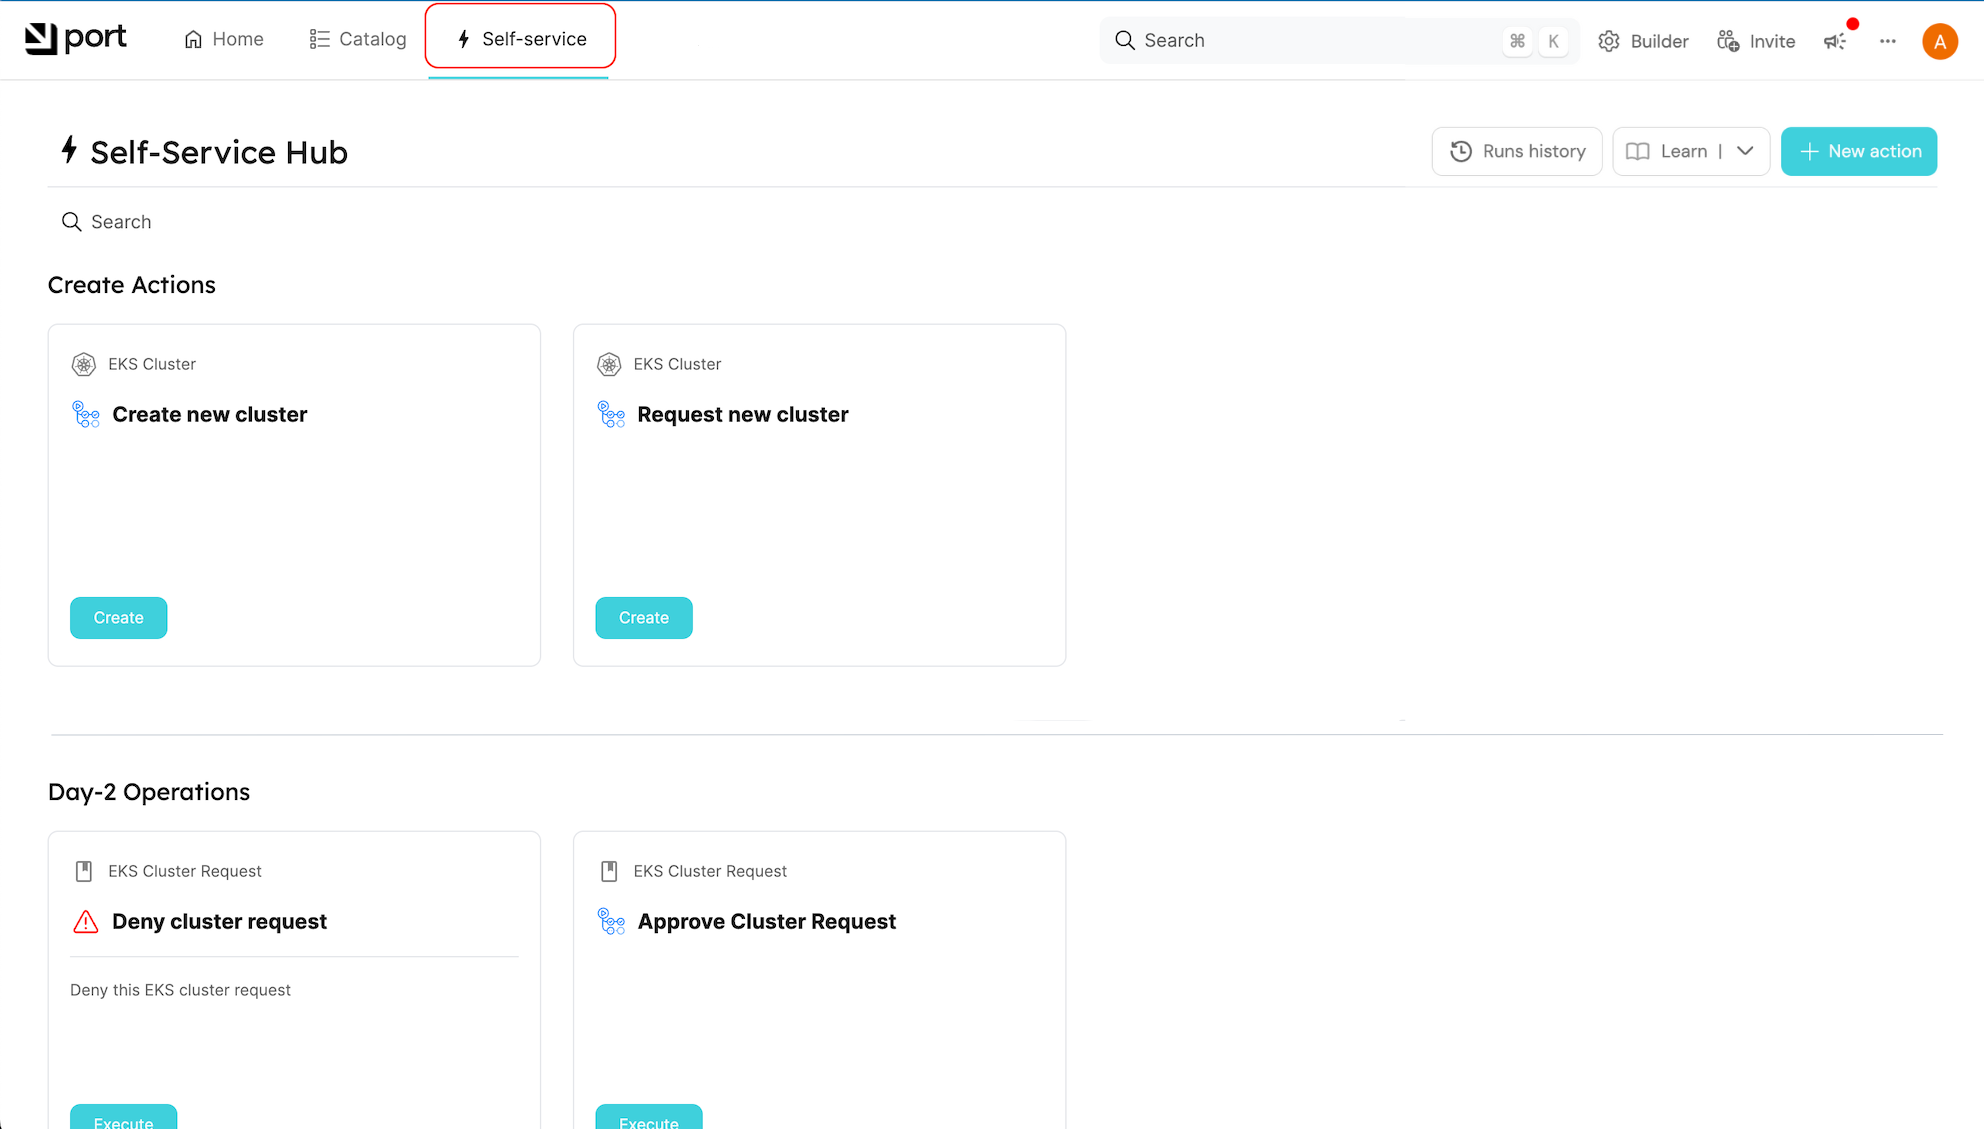 port
Home
Catalog
Self-service
Search
⌘ K
Builder
Invite
A
Self-Service Hub
Runs history
Learn |
New action
Search
Create Actions
EKS Cluster
Create new cluster
Create
EKS Cluster
Request new cluster
Create
Day-2 Operations
EKS Cluster Request
Deny cluster request
Deny this EKS cluster request
Execute
EKS Cluster Request
Approve Cluster Request
Execute